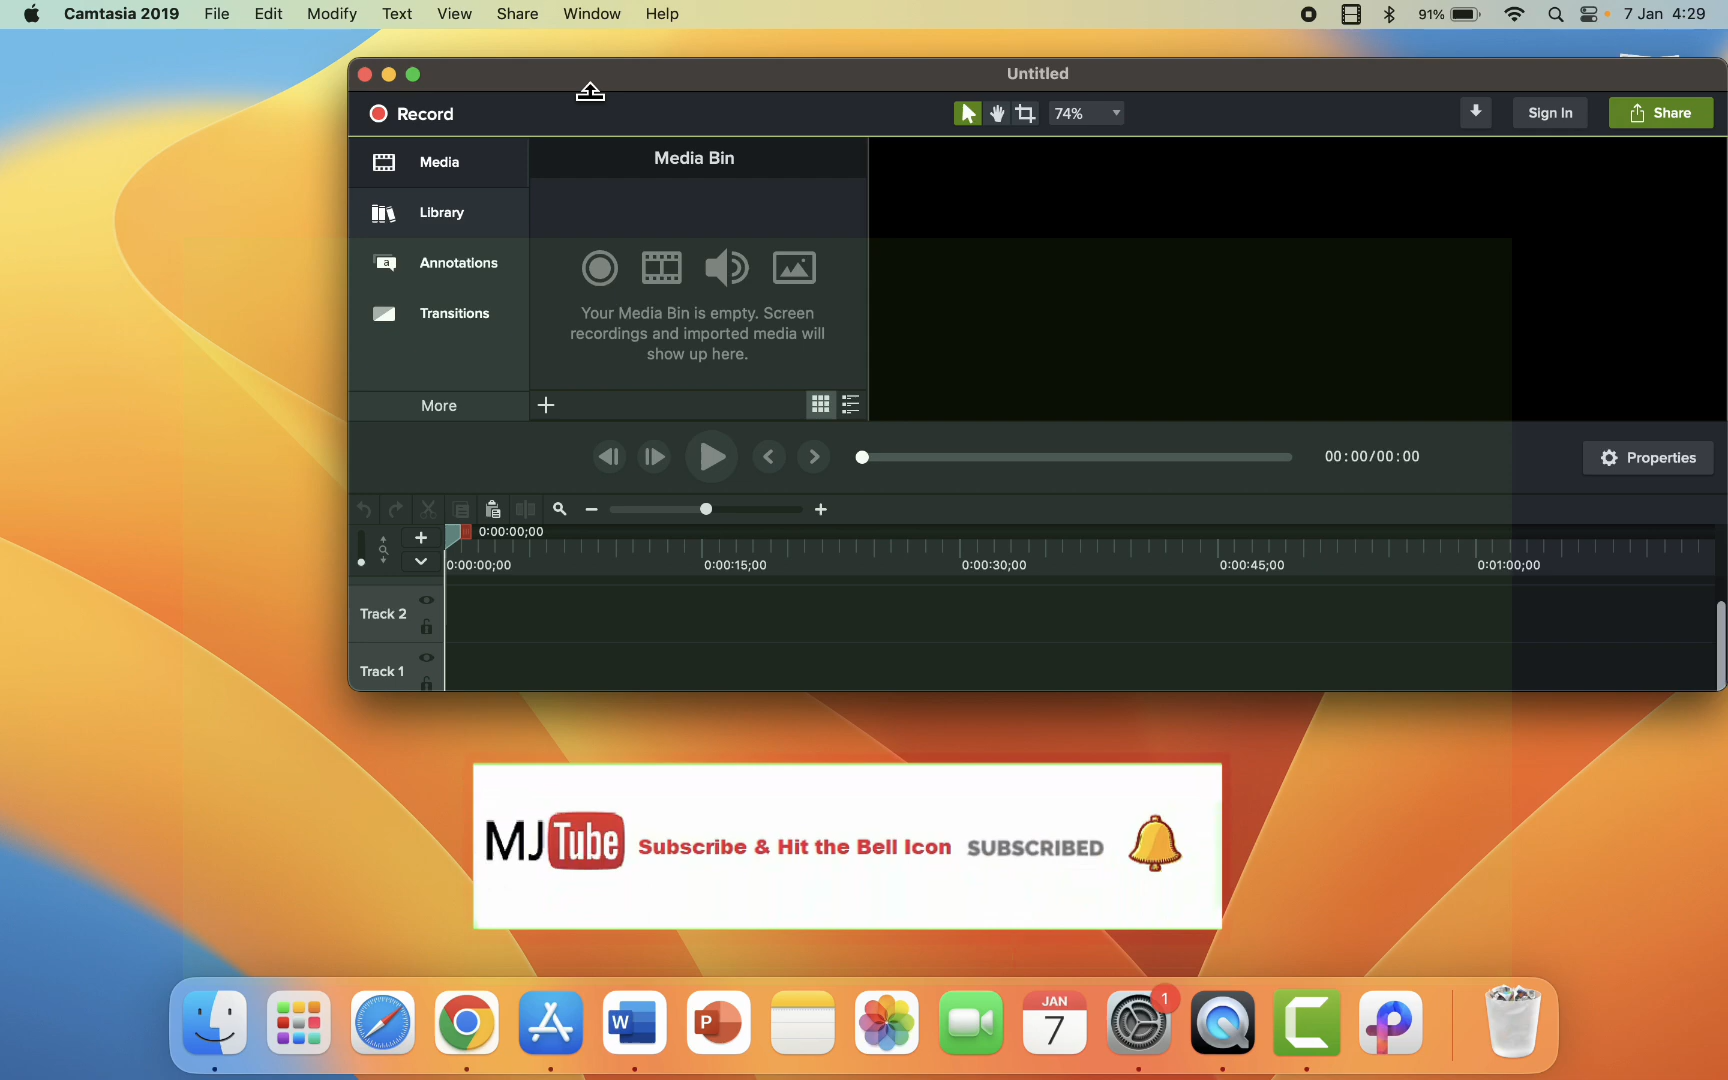 Camtasia 2019 File Edit Modify Text View Share Window Help 91% 7 Jan 4:29
Untitled
Record 74% Sign In Share
Media
Media Bin
Library
a Annotations
Transitions
Your Media Bin is empty. Screen
recordings and imported media will
show up here.
More
00:00/00:00
Properties
0:00:00;00
0:00:00;00 0:00:15;00 0:00:30;00 0:00:45;00 0:01:00;00
Track 2
Track 1
MJTube Subscribe & Hit the Bell Icon SUBSCRIBED
W
P
JAN
7
1